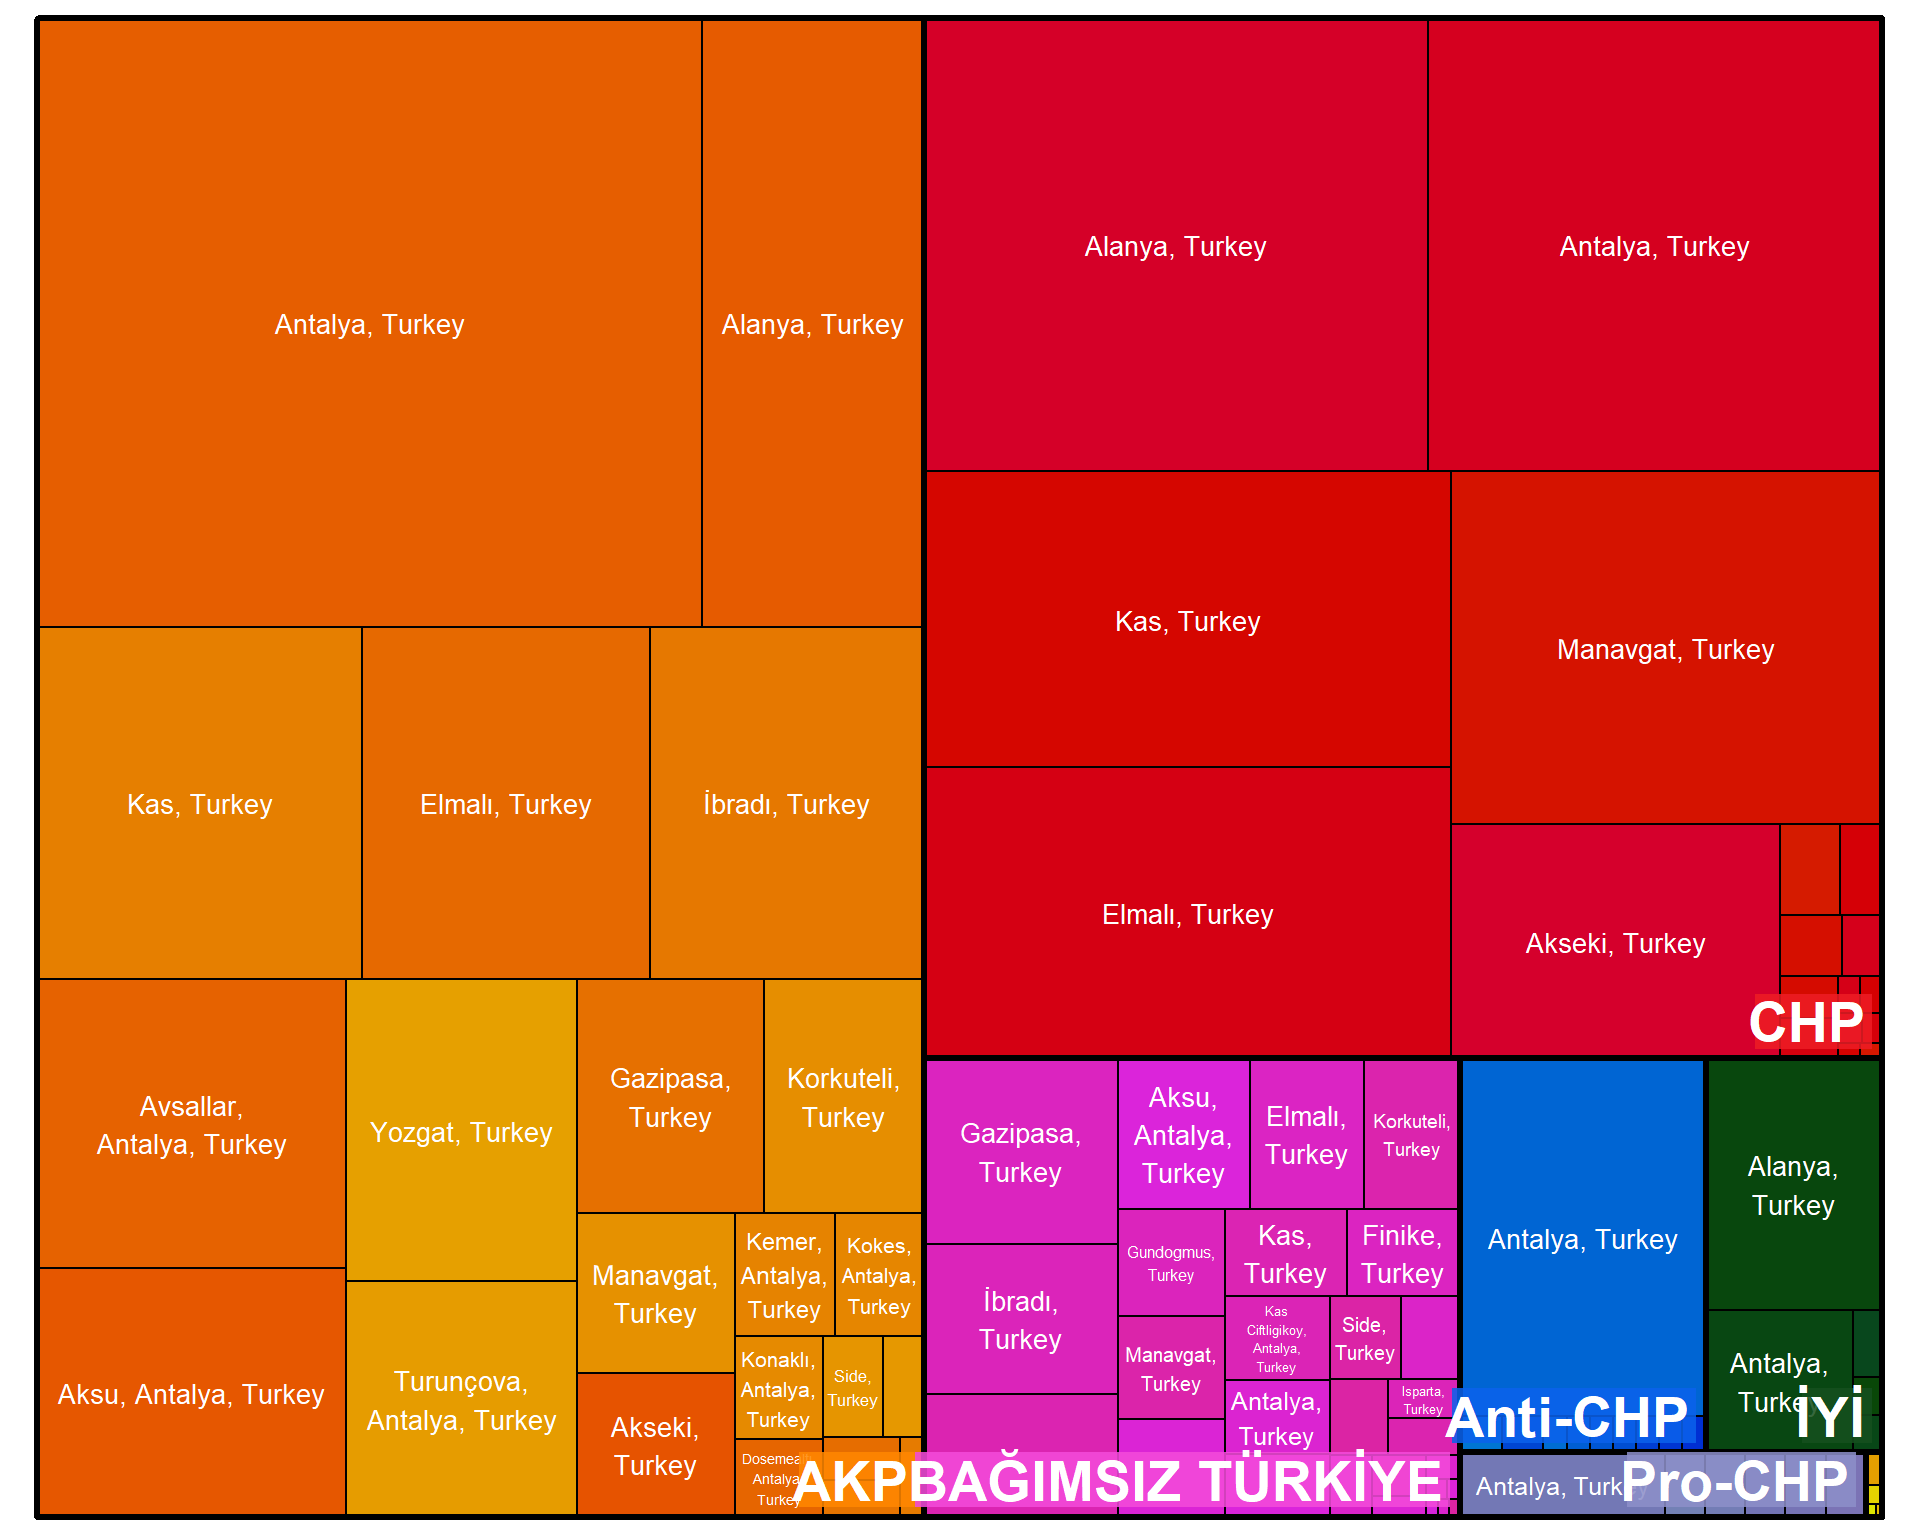 Antalya, Turkey
Alanya, Turkey
Kas, Turkey
Elmalı, Turkey
İbradı, Turkey
Avsallar,
Antalya, Turkey
Yozgat, Turkey
Gazipasa,
Turkey
Korkuteli,
Turkey
Aksu, Antalya, Turkey
Turunçova,
Antalya, Turkey
Manavgat,
Turkey
Akseki,
Turkey
Kemer,
Antalya,
Turkey
Kokes,
Antalya,
Turkey
Konaklı,
Antalya,
Turkey
Side,
Turkey
Antalya,
Turkey
AKP
Alanya, Turkey
Antalya, Turkey
Kas, Turkey
Manavgat, Turkey
Elmalı, Turkey
Akseki, Turkey
CHP
Gazipasa,
Turkey
Aksu,
Antalya,
Turkey
Elmalı,
Turkey
Korkuteli,
Turkey
İbradı,
Turkey
Gundogmus,
Turkey
Kas,
Turkey
Finike,
Turkey
Manavgat,
Turkey
Kas
Ciftligikoy,
Antalya,
Turkey
Side,
Turkey
Antalya,
Turkey
Isparta,
Turkey
BAĞIMSIZ TÜRKİYE
Antalya, Turkey
Anti-CHP
Alanya,
Turkey
Antalya,
Turkey
İYİ
Antalya, Turkey
Pro-CHP